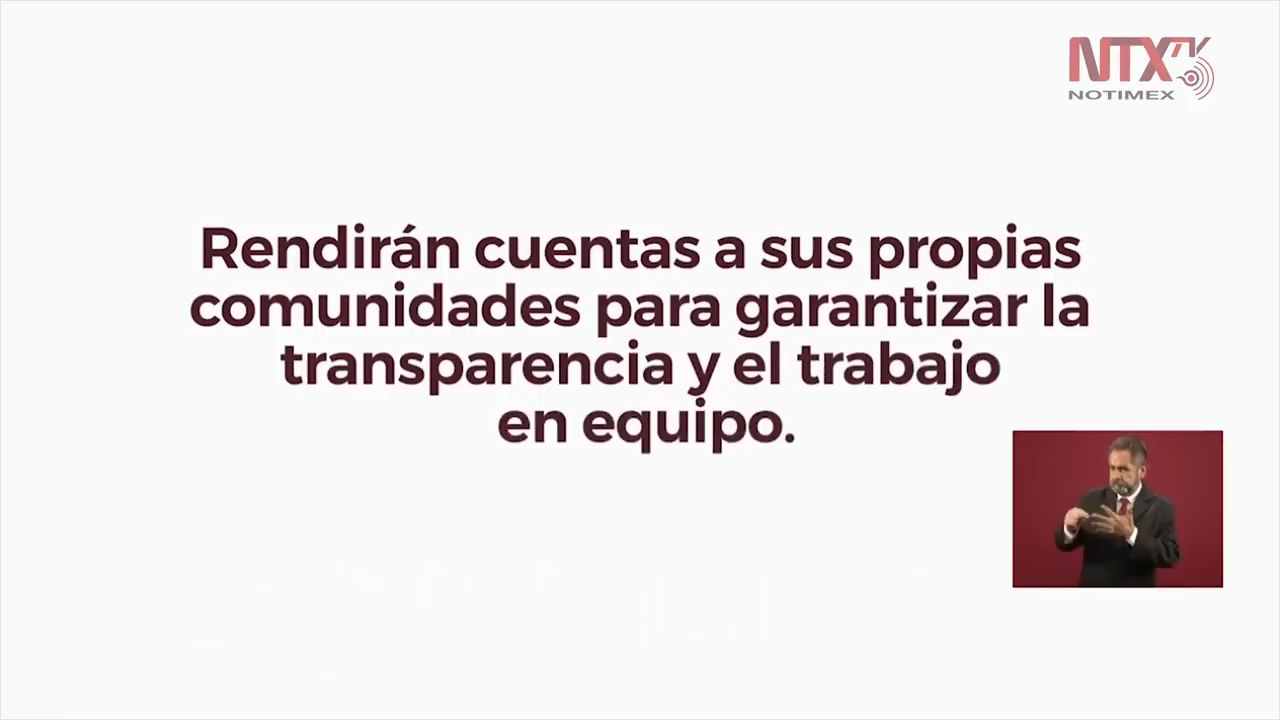 NTX TV
NOTIMEX
Rendirán cuentas a sus propias
comunidades para garantizar la
transparencia y el trabajo
en equipo.